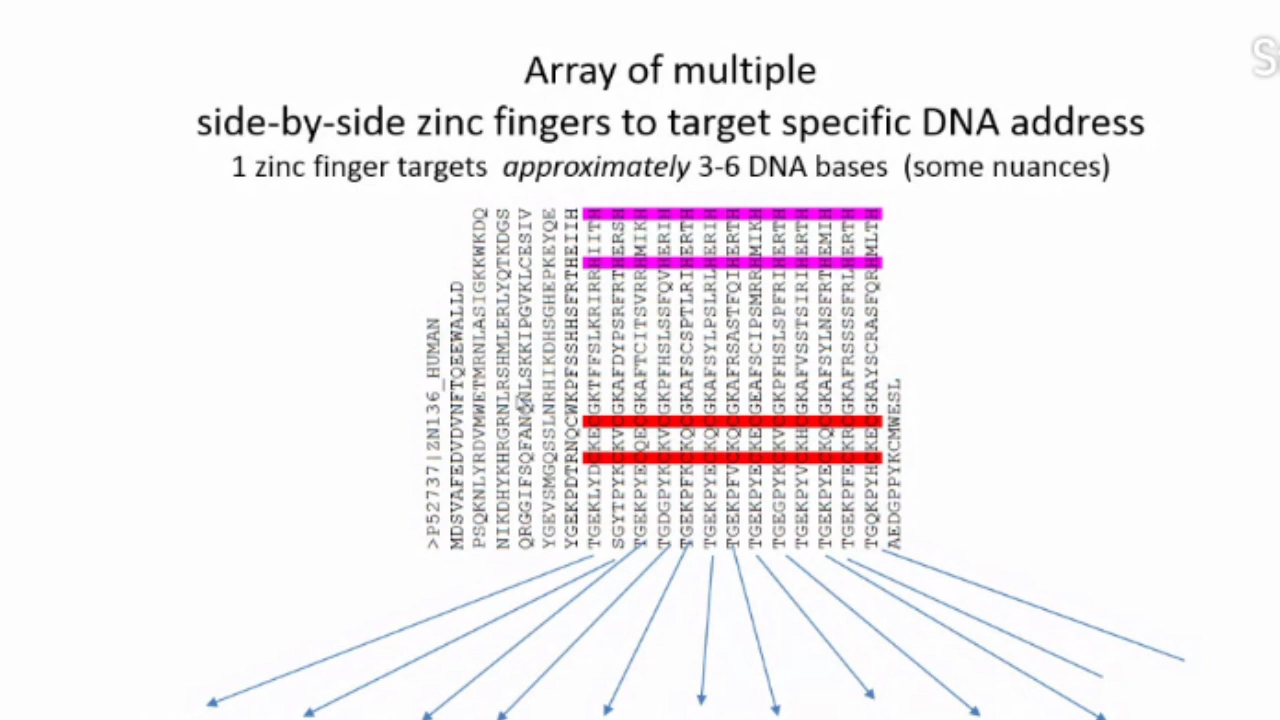 S
Array of multiple
side-by-side zinc fingers to target specific DNA address
1 zinc finger targets approximately 3-6 DNA bases (some nuances)
>P52737|ZN136_HUMAN
MDSVAFEDVDVNFTQEEWALLD
PSQKNLYRDVMWETMRNLASIGKKWKDQ
NIKDHYKHRGRNLRSHMLERLYQTKDGS
QRGGIFSQFANQNLSKKIPGVKLCESIV
YGEVSMGQSSLNRHIKDHSGHEPKEYQE
YGEKPDTRNQCWKPFSSHHSFRTHEIIH
TGEKLYDCKECGKTFFSLKRIRRHIITH
SGYTPYKCKVCGKAFDYPSRFRTHERSH
TGEKPYECQECGKAFTCITSVRRHMIKH
TGDGPYKCKVCGKPFHSLSSFQVHERIH
TGEKPFKCKQCGKAFSCSPTLRIHERTH
TGEKPYECKQCGKAFSYLPSLRLHERIH
TGEKPFVCKQCGKAFRSASTFQIHERTH
TGEKPYECKECGEAFSCIPSMRRHMIKH
TGEGPYKCKVCGKPFHSLSPFRIHERTH
TGEKPYVCKHCGKAFVSSTSIRIHERTH
TGEKPYECKQCGKAFSYLNSFRTHEMIH
TGEKPFECKRCGKAFRSSSSFRLHERTH
TGQKPYHCKECGKAYSCRASFQRHMLTH
AEDGPPYKCMWESL